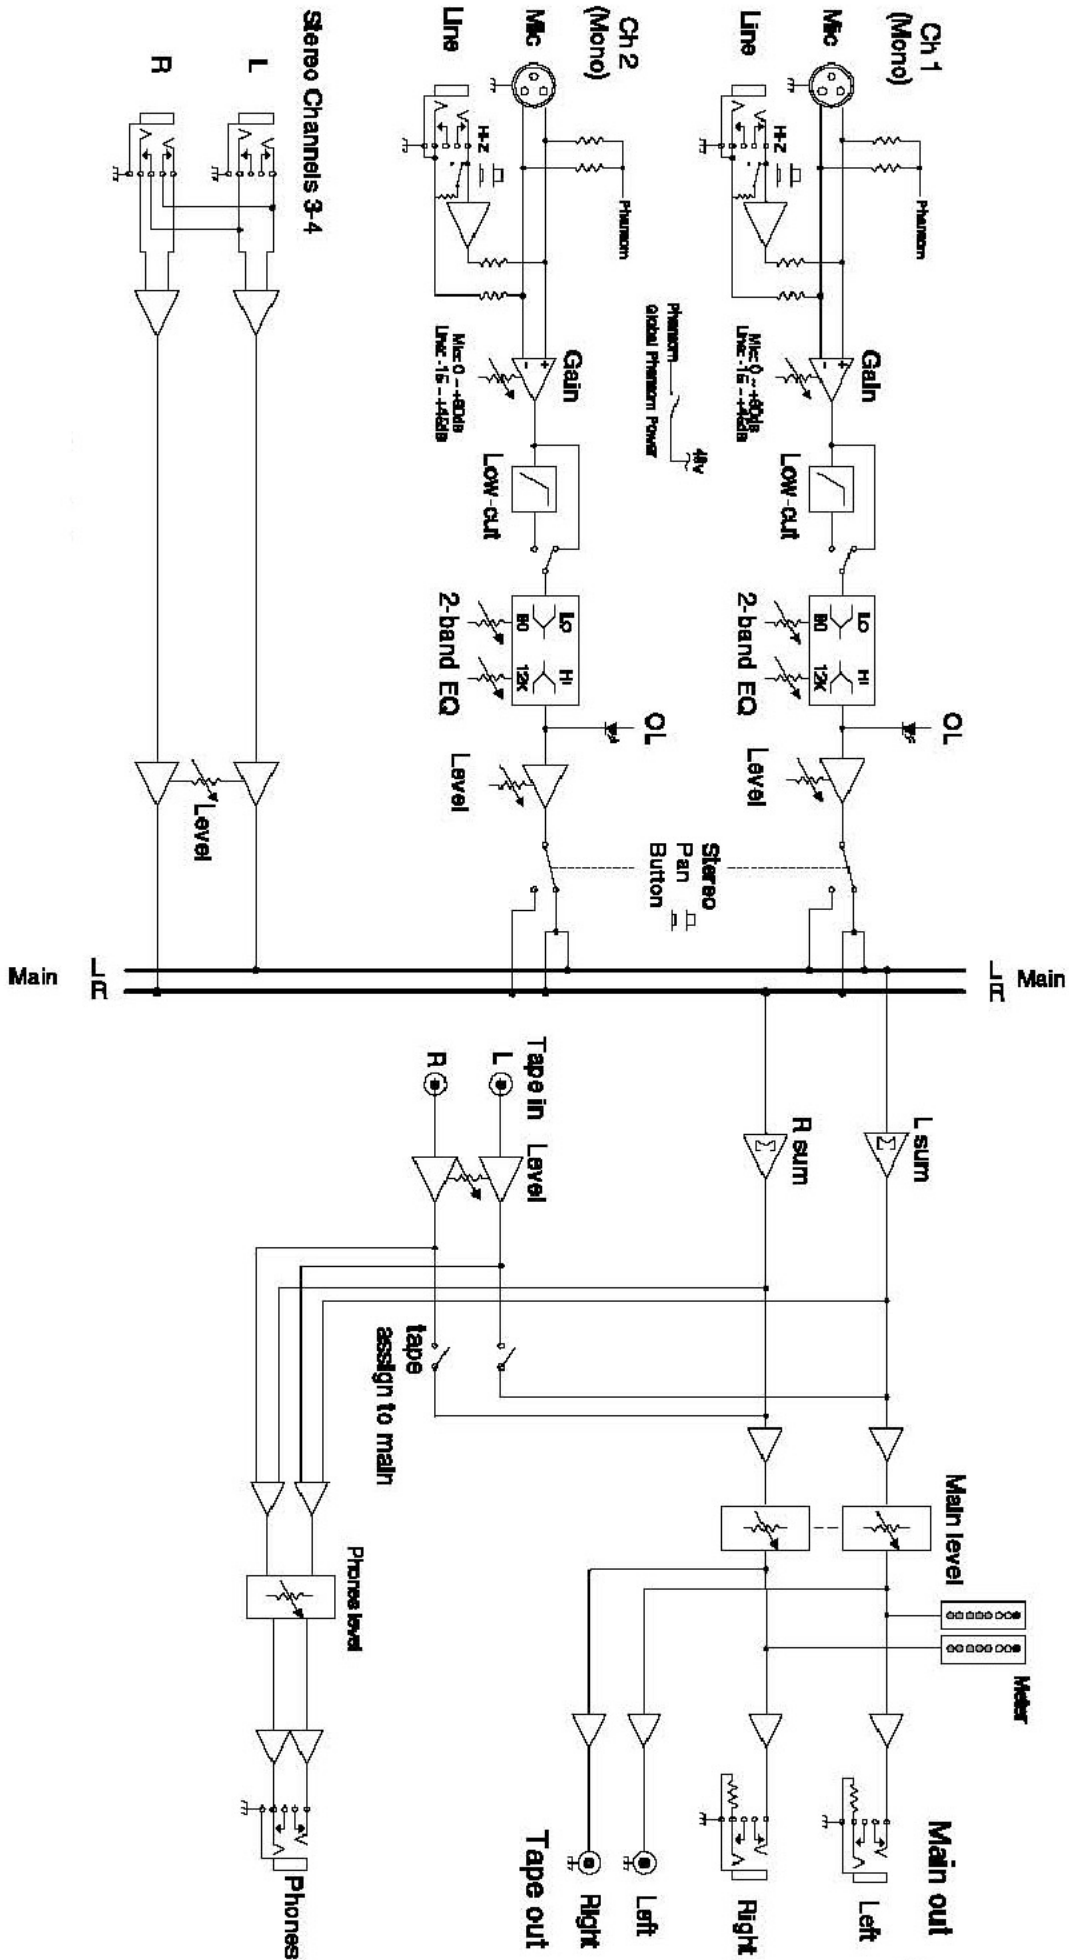 Ch 1
(Mono)
Mic
Line
Hi-Z
Phantom
Gain
Mic: 0 ~ +60dB
Line: -15 ~ +45dB
Low-cut
LO
80
HI
12K
2-band EQ
OL
Level
Phantom
Global Phantom Power
48V
Stereo
Pan
Button
Ch 2
(Mono)
Mic
Line
Hi-Z
Phantom
Gain
Mic: 0 ~ +60dB
Line: -15 ~ +45dB
Low-cut
LO
80
HI
12K
2-band EQ
OL
Level
Stereo Channels 3-4
L
R
Level
Main
L
R
L
R
Main
L sum
R sum
Tape in
L
R
Level
tape
assign to main
Main level
Meter
Phones level
Main out
Left
Right
Tape out
Left
Right
Phones